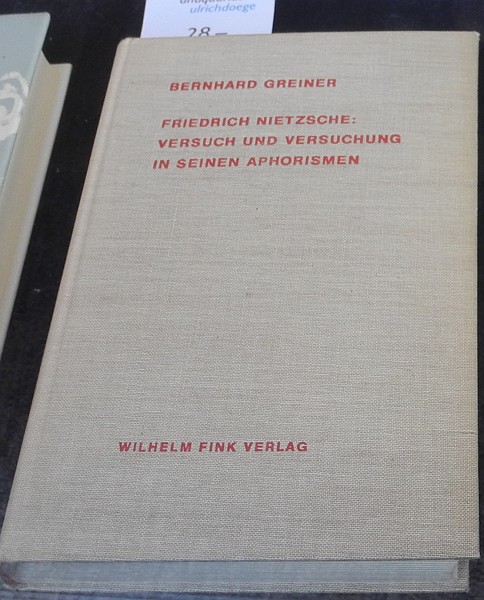 ulrichdoege
28.–
BERNHARD GREINER
FRIEDRICH NIETZSCHE:
VERSUCH UND VERSUCHUNG
IN SEINEN APHORISMEN
WILHELM FINK VERLAG